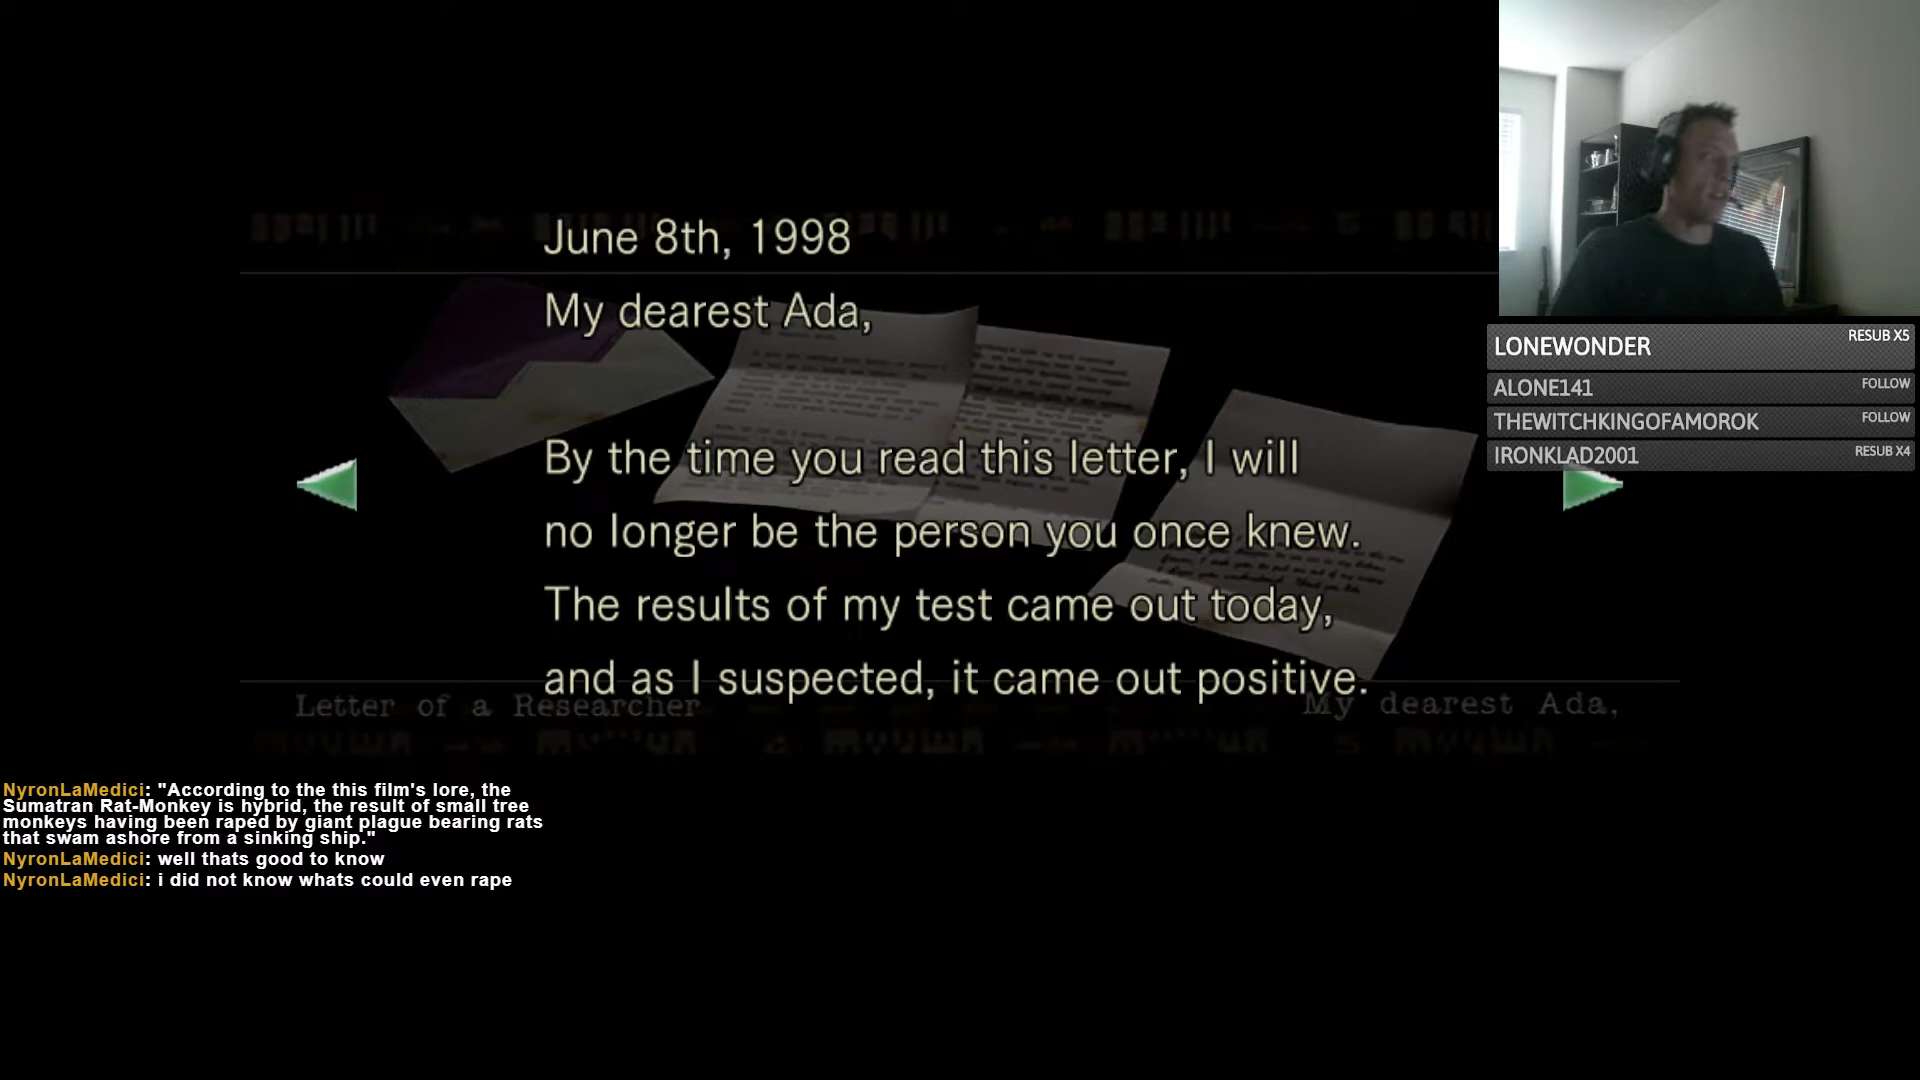 June 8th, 1998
My dearest Ada,
By the time you read this letter, I will
no longer be the person you once knew.
The results of my test came out today,
and as I suspected, it came out positive.
Letter of a Researcher
My dearest Ada,
LONEWONDER RESUB X5
ALONE141 FOLLOW
THEWITCHKINGOFAMOROK FOLLOW
IRONKLAD2001 RESUB X4
NyronLaMedici: "According to the this film's lore, the
Sumatran Rat-Monkey is hybrid, the result of small tree
monkeys having been raped by giant plague bearing rats
that swam ashore from a sinking ship."
NyronLaMedici: well thats good to know
NyronLaMedici: i did not know whats could even rape